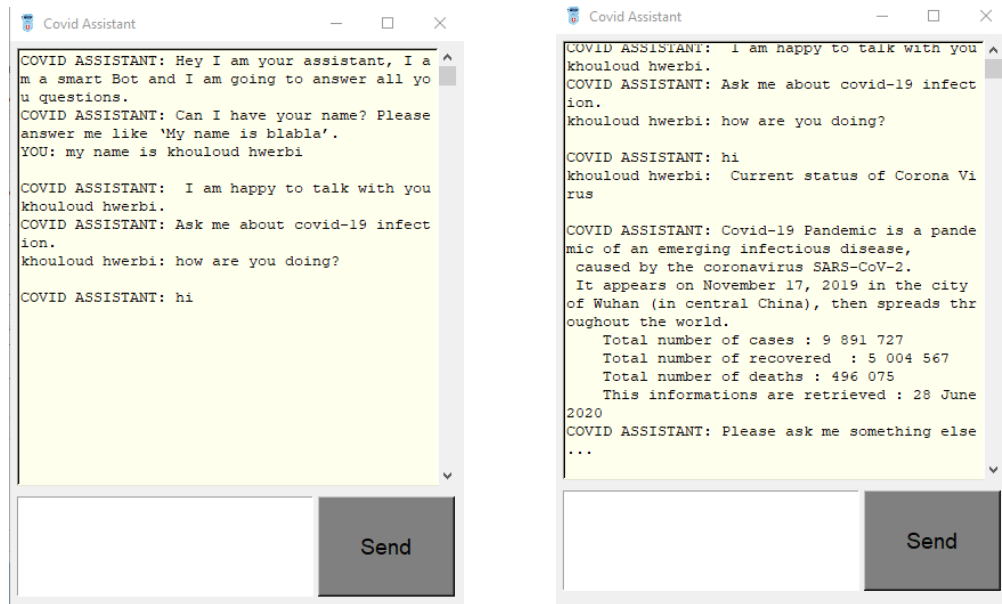 Covid Assistant
COVID ASSISTANT: Hey I am your assistant, I a
m a smart Bot and I am going to answer all yo
u questions.
COVID ASSISTANT: Can I have your name? Please
answer me like ‘My name is blabla’.
YOU: my name is khouloud hwerbi
COVID ASSISTANT:  I am happy to talk with you
khouloud hwerbi.
COVID ASSISTANT: Ask me about covid-19 infect
ion.
khouloud hwerbi: how are you doing?
COVID ASSISTANT: hi
Send
Covid Assistant
COVID ASSISTANT:  I am happy to talk with you
khouloud hwerbi.
COVID ASSISTANT: Ask me about covid-19 infect
ion.
khouloud hwerbi: how are you doing?
COVID ASSISTANT: hi
khouloud hwerbi:  Current status of Corona Vi
rus
COVID ASSISTANT: Covid-19 Pandemic is a pande
mic of an emerging infectious disease,
caused by the coronavirus SARS-CoV-2.
It appears on November 17, 2019 in the city
of Wuhan (in central China), then spreads thr
oughout the world.
Total number of cases : 9 891 727
Total number of recovered  : 5 004 567
Total number of deaths : 496 075
This informations are retrieved : 28 June
2020
COVID ASSISTANT: Please ask me something else
...
Send